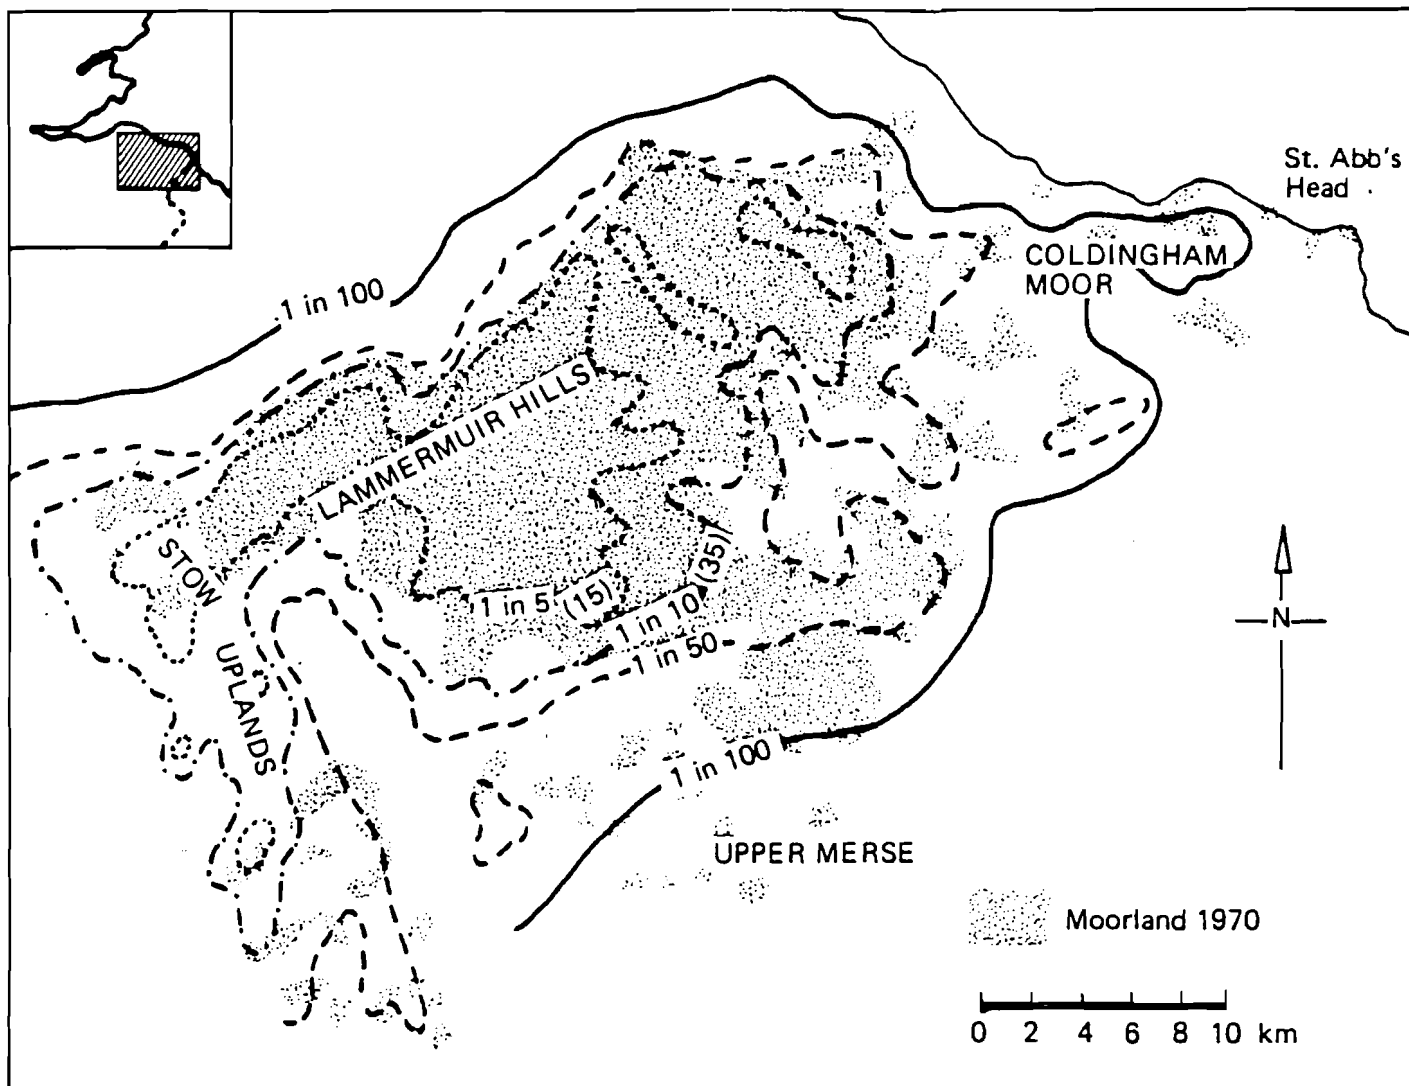 St. Abb's
Head
COLDINGHAM
MOOR
1 in 100
LAMMERMUIR HILLS
STOW
UPLANDS
1 in 5 (15)
1 in 10 (35)
1 in 50
1 in 100
UPPER MERSE
N
Moorland 1970
0 2 4 6 8 10 km